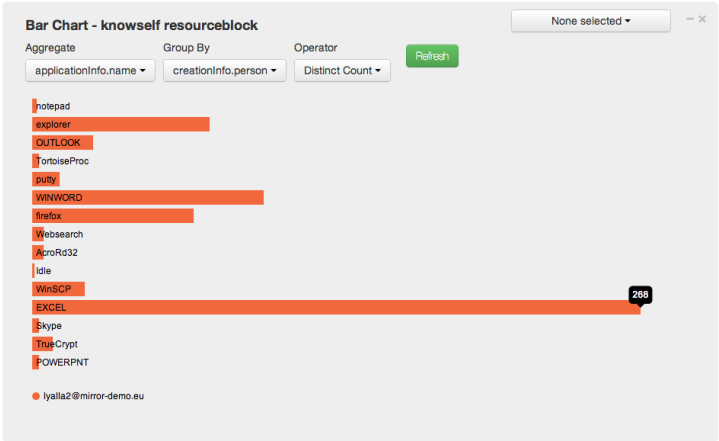 Bar Chart - knowself resourceblock
None selected
Aggregate
Group By
Operator
applicationInfo.name
creationInfo.person
Distinct Count
Refresh
notepad
explorer
OUTLOOK
TortoiseProc
putty
WINWORD
firefox
Websearch
AcroRd32
Idle
WinSCP
268
EXCEL
Skype
TrueCrypt
POWERPNT
lyalla2@mirror-demo.eu